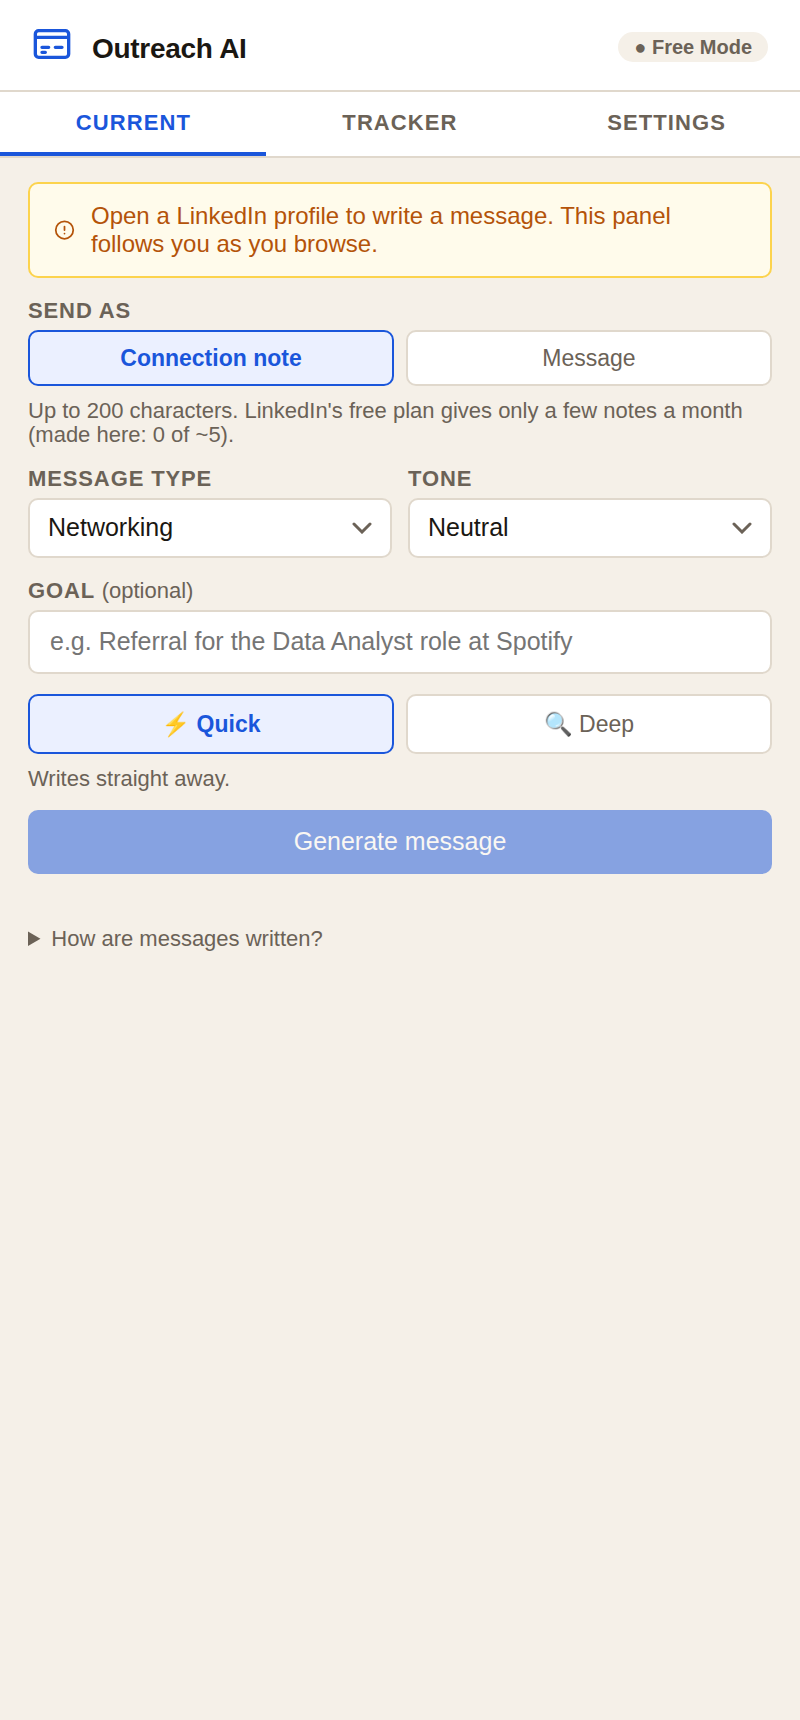 Outreach AI
● Free Mode
CURRENT
TRACKER
SETTINGS
Open a LinkedIn profile to write a message. This panel
follows you as you browse.
SEND AS
Connection note
Message
Up to 200 characters. LinkedIn's free plan gives only a few notes a month
(made here: 0 of ~5).
MESSAGE TYPE
TONE
Networking
Neutral
GOAL (optional)
e.g. Referral for the Data Analyst role at Spotify
⚡ Quick
🔍 Deep
Writes straight away.
Generate message
▶ How are messages written?